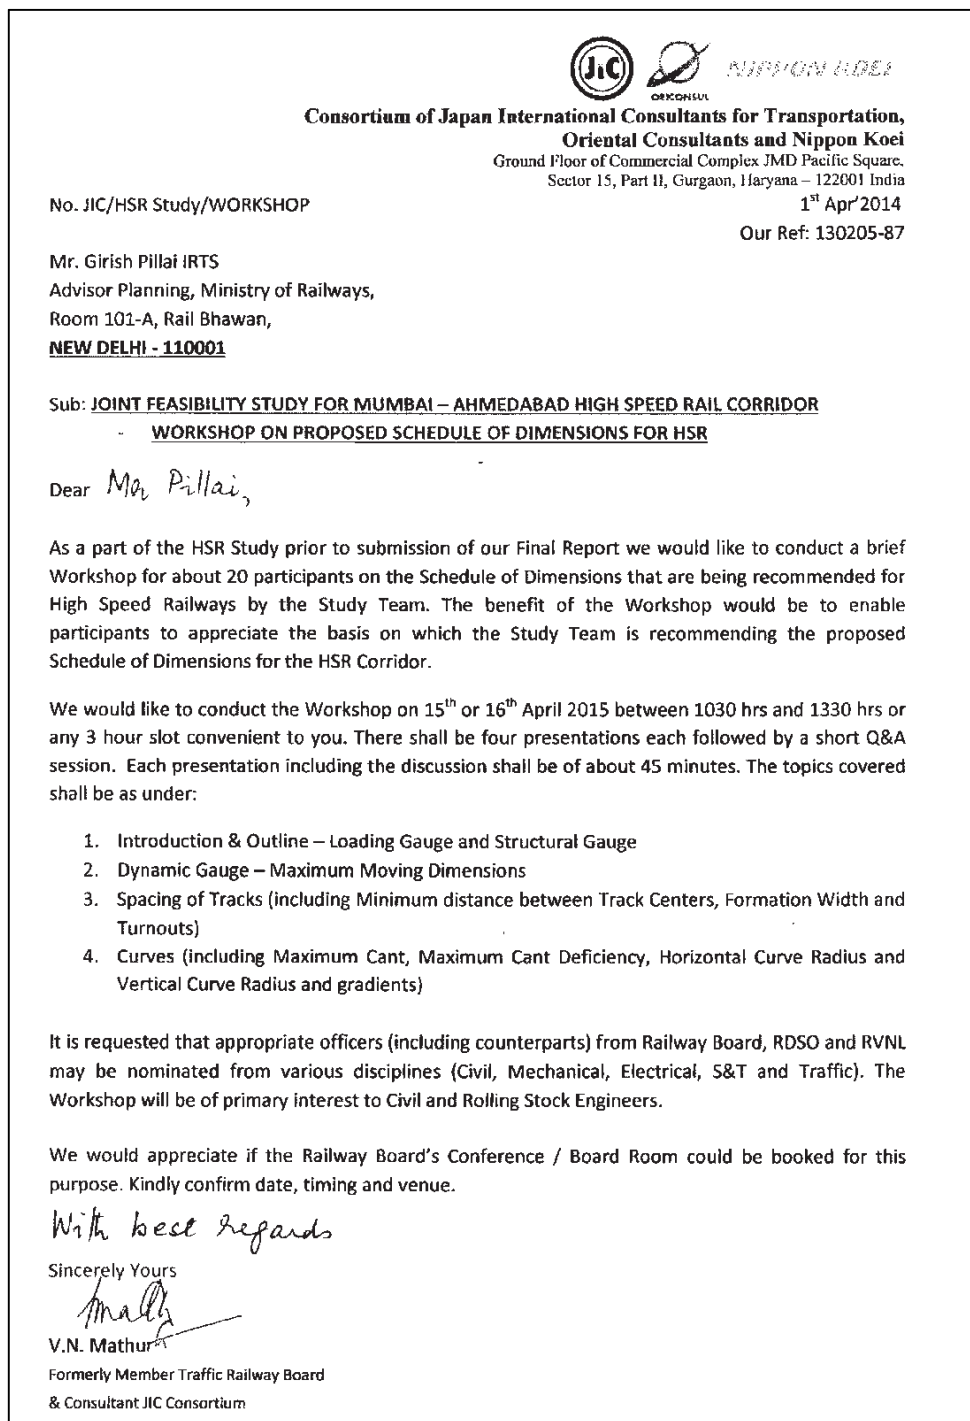 JiC
ORICONSUL
NIPPON KOEI
Consortium of Japan International Consultants for Transportation,
Oriental Consultants and Nippon Koei
Ground Floor of Commercial Complex JMD Pacific Square,
Sector 15, Part II, Gurgaon, Haryana – 122001 India
No. JIC/HSR Study/WORKSHOP
1st Apr'2014
Our Ref: 130205-87
Mr. Girish Pillai IRTS
Advisor Planning, Ministry of Railways,
Room 101-A, Rail Bhawan,
NEW DELHI - 110001
Sub: JOINT FEASIBILITY STUDY FOR MUMBAI – AHMEDABAD HIGH SPEED RAIL CORRIDOR
- WORKSHOP ON PROPOSED SCHEDULE OF DIMENSIONS FOR HSR
Dear Mr Pillai,
As a part of the HSR Study prior to submission of our Final Report we would like to conduct a brief
Workshop for about 20 participants on the Schedule of Dimensions that are being recommended for
High Speed Railways by the Study Team. The benefit of the Workshop would be to enable
participants to appreciate the basis on which the Study Team is recommending the proposed
Schedule of Dimensions for the HSR Corridor.
We would like to conduct the Workshop on 15th or 16th April 2015 between 1030 hrs and 1330 hrs or
any 3 hour slot convenient to you. There shall be four presentations each followed by a short Q&A
session. Each presentation including the discussion shall be of about 45 minutes. The topics covered
shall be as under:
1. Introduction & Outline – Loading Gauge and Structural Gauge
2. Dynamic Gauge – Maximum Moving Dimensions
3. Spacing of Tracks (including Minimum distance between Track Centers, Formation Width and
Turnouts)
4. Curves (including Maximum Cant, Maximum Cant Deficiency, Horizontal Curve Radius and
Vertical Curve Radius and gradients)
It is requested that appropriate officers (including counterparts) from Railway Board, RDSO and RVNL
may be nominated from various disciplines (Civil, Mechanical, Electrical, S&T and Traffic). The
Workshop will be of primary interest to Civil and Rolling Stock Engineers.
We would appreciate if the Railway Board's Conference / Board Room could be booked for this
purpose. Kindly confirm date, timing and venue.
With best regards
Sincerely Yours
V.N. Mathur
Formerly Member Traffic Railway Board
& Consultant JIC Consortium